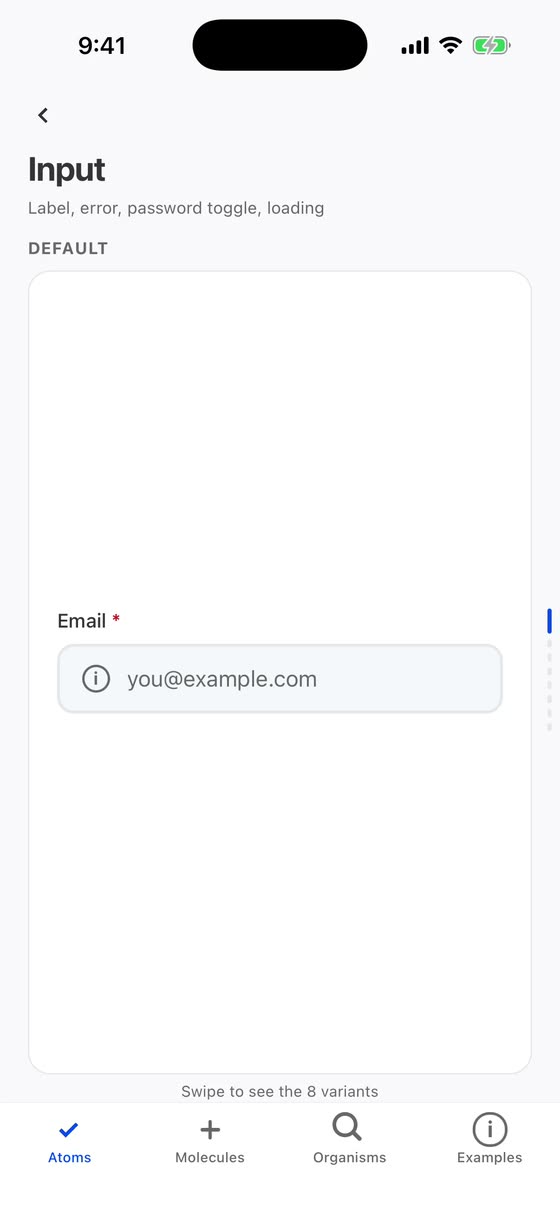 9:41
Input
Label, error, password toggle, loading
DEFAULT
Email *
you@example.com
Swipe to see the 8 variants
Atoms
Molecules
Organisms
Examples